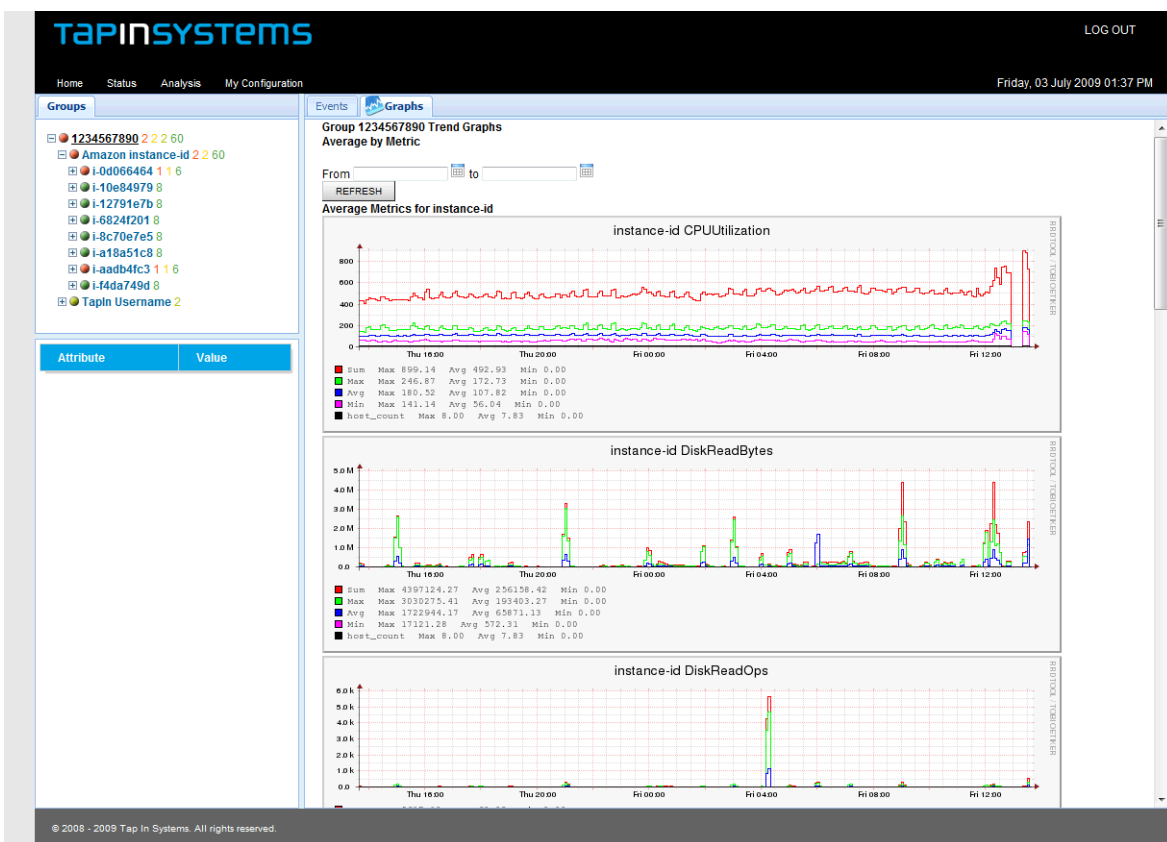 TAPINSYSTEMS
LOG OUT
Home Status Analysis My Configuration
Friday, 03 July 2009 01:37 PM
Groups
1234567890 2 2 2 60
Amazon instance-id 2 2 60
i-0d066464 1 1 6
i-10e84979 8
i-12791e7b 8
i-6824f201 8
i-8c70e7e5 8
i-a18a51c8 8
i-aadb4fc3 1 1 6
i-f4da749d 8
TapIn Username 2
Attribute Value
Events Graphs
Group 1234567890 Trend Graphs
Average by Metric
From to
REFRESH
Average Metrics for instance-id
instance-id CPUUtilization
RRDTOOL / TOBI OETIKER
800
600
400
200
0
Thu 16:00 Thu 20:00 Fri 00:00 Fri 04:00 Fri 08:00 Fri 12:00
Sum Max 899.14 Avg 492.93 Min 0.00
Max Max 246.87 Avg 172.73 Min 0.00
Avg Max 180.52 Avg 107.82 Min 0.00
Min Max 141.14 Avg 56.04 Min 0.00
host_count Max 8.00 Avg 7.83 Min 0.00
instance-id DiskReadBytes
RRDTOOL / TOBI OETIKER
5.0 M
4.0 M
3.0 M
2.0 M
1.0 M
0.0
Thu 16:00 Thu 20:00 Fri 00:00 Fri 04:00 Fri 08:00 Fri 12:00
Sum Max 4397124.27 Avg 256158.42 Min 0.00
Max Max 3030275.41 Avg 193403.27 Min 0.00
Avg Max 1722944.17 Avg 65871.13 Min 0.00
Min Max 17121.28 Avg 572.31 Min 0.00
host_count Max 8.00 Avg 7.83 Min 0.00
instance-id DiskReadOps
RRDTOOL / TOBI OETIKER
6.0 k
5.0 k
4.0 k
3.0 k
2.0 k
1.0 k
0.0
Thu 16:00 Thu 20:00 Fri 00:00 Fri 04:00 Fri 08:00 Fri 12:00
© 2008 - 2009 Tap In Systems. All rights reserved.